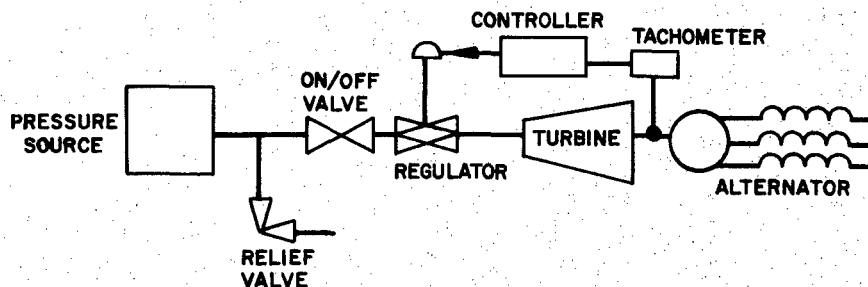 CONTROLLER
TACHOMETER
ON/OFF
VALVE
PRESSURE
SOURCE
TURBINE
REGULATOR
ALTERNATOR
RELIEF
VALVE